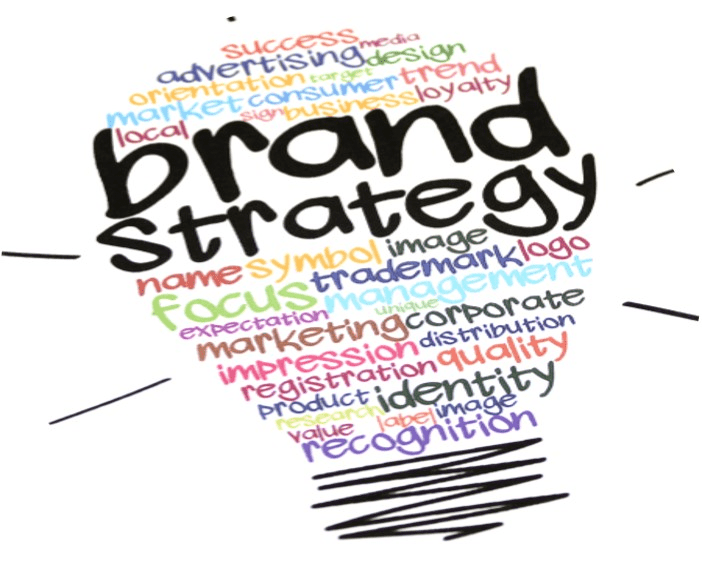 success media
advertising design
orientation target trend
market consumer loyalty
local sign business
brand
strategy
name symbol image
focus trademark logo
expectation management
marketing unique corporate
impression distribution
registration quality
product identity
research label image
value recognition